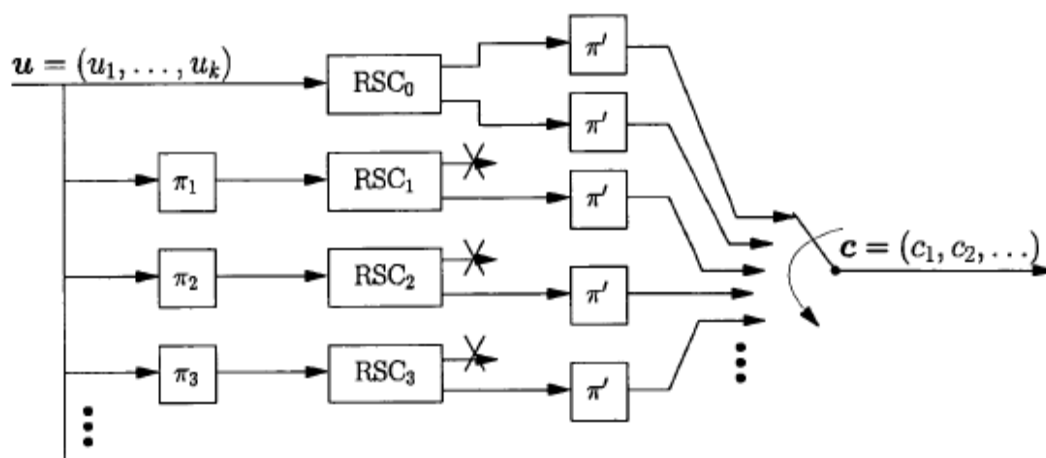 u = (u₁, . . . , uₖ)
RSC₀
π′
π′
π₁
RSC₁
π′
c = (c₁, c₂, . . .)
π₂
RSC₂
π′
π₃
RSC₃
π′